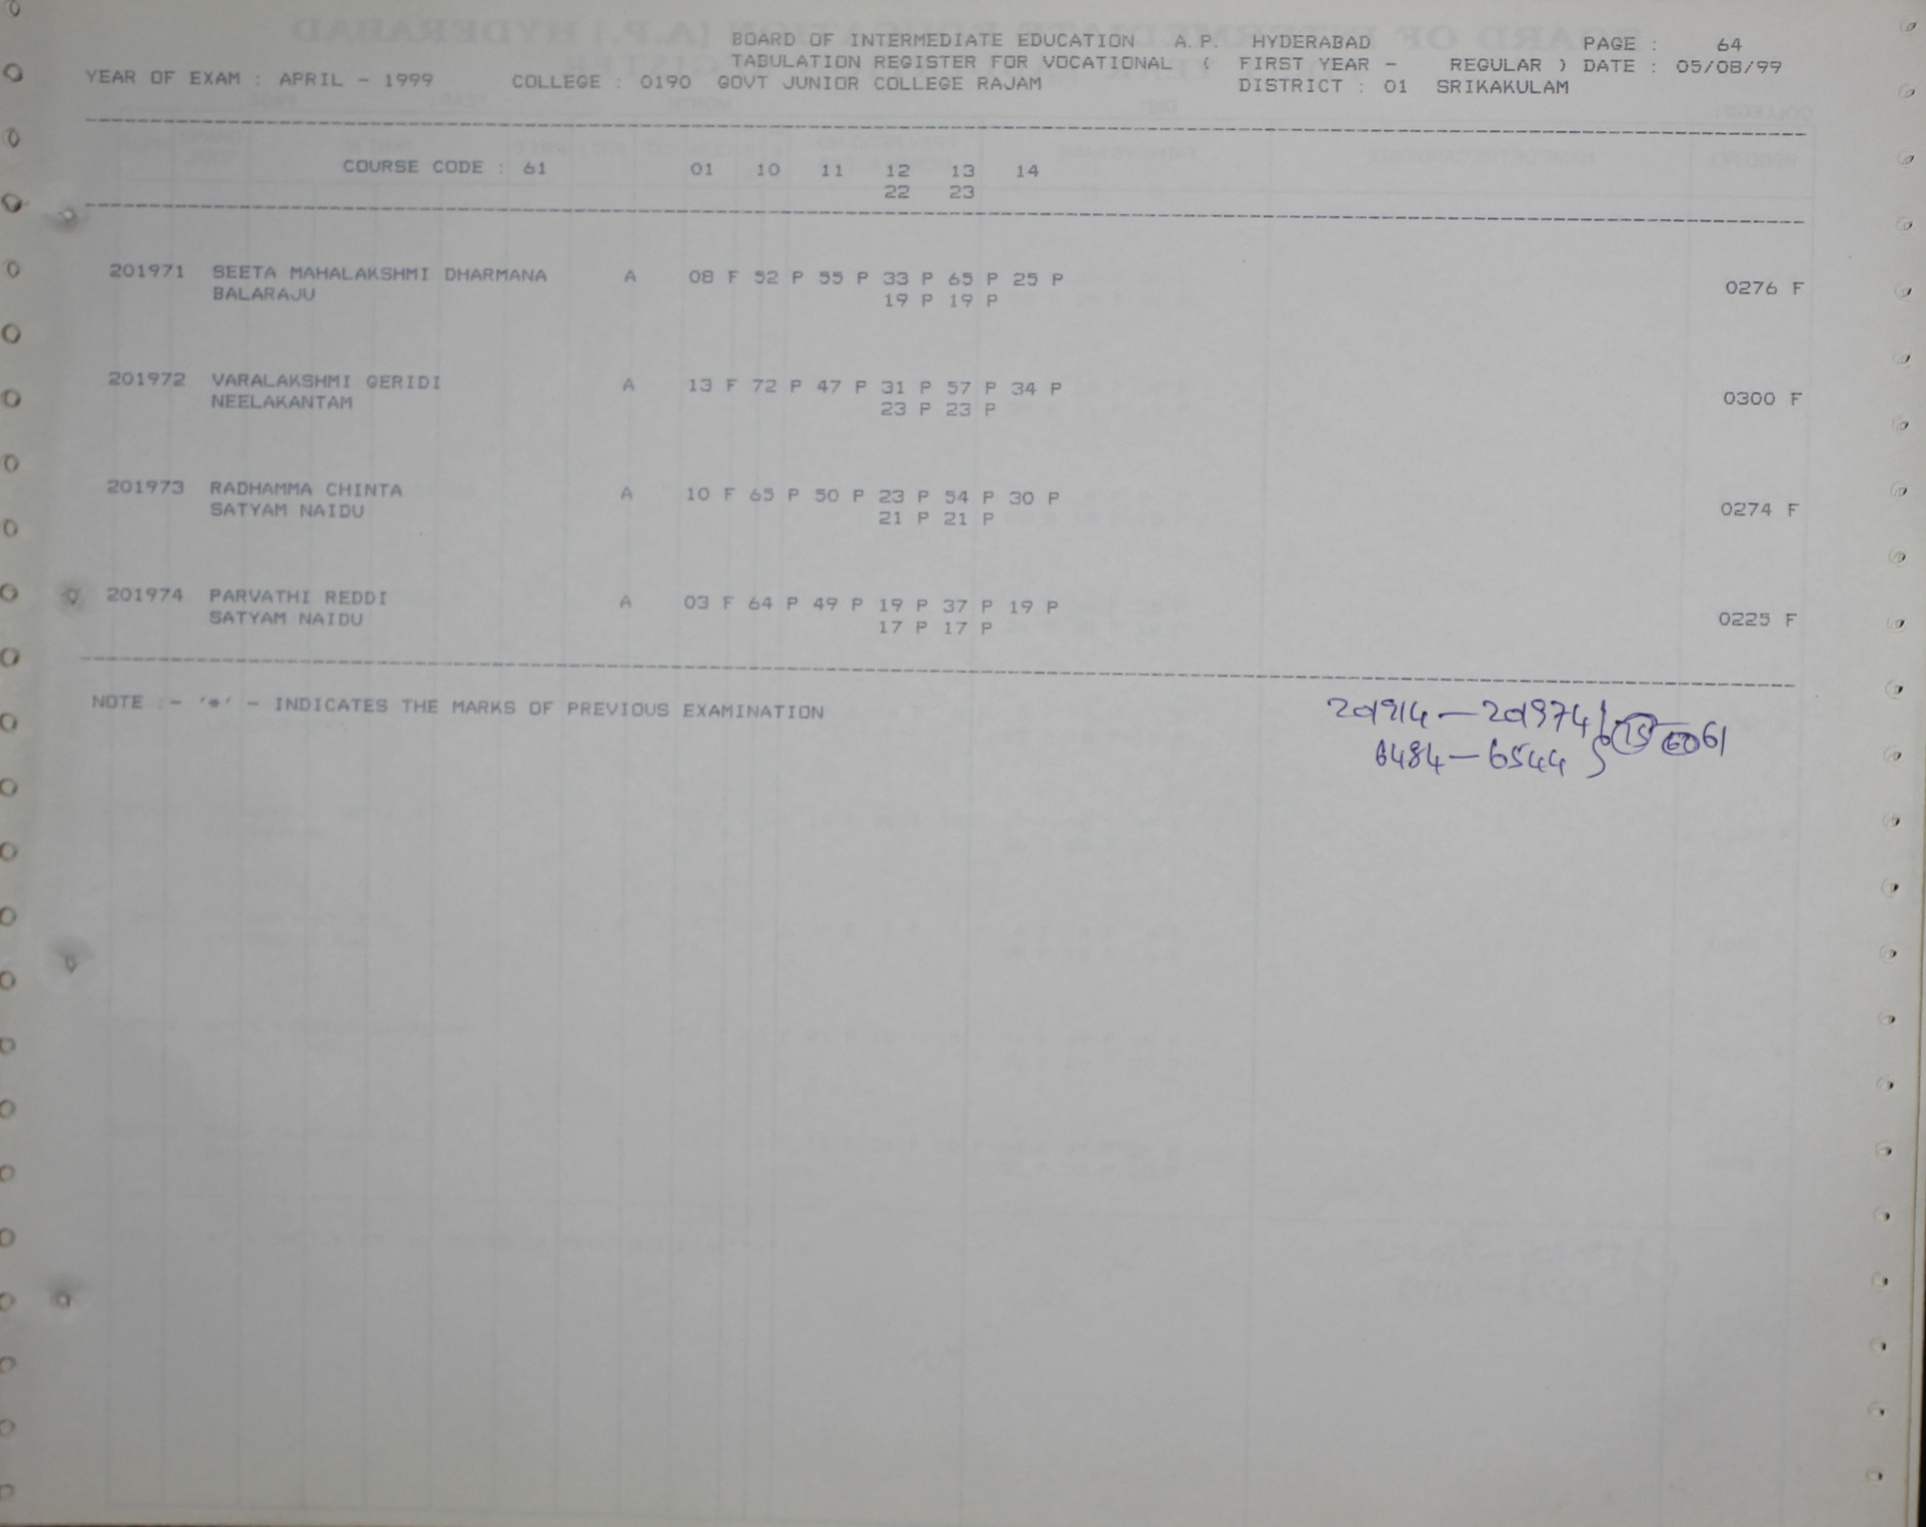 BOARD OF INTERMEDIATE EDUCATION A.P. HYDERABAD PAGE : 64
TABULATION REGISTER FOR VOCATIONAL ( FIRST YEAR - REGULAR ) DATE : 05/08/99
YEAR OF EXAM : APRIL - 1999 COLLEGE : 0190 GOVT JUNIOR COLLEGE RAJAM DISTRICT : 01 SRIKAKULAM
COURSE CODE : 61 01 10 11 12 13 14
22 23
201971 SEETA MAHALAKSHMI DHARMANA A 08 F 52 P 55 P 33 P 65 P 25 P
BALARAJU 19 P 19 P 0276 F
201972 VARALAKSHMI GERIDI A 13 F 72 P 47 P 31 P 57 P 34 P
NEELAKANTAM 23 P 23 P 0300 F
201973 RADHAMMA CHINTA A 10 F 65 P 50 P 23 P 54 P 30 P
SATYAM NAIDU 21 P 21 P 0274 F
201974 PARVATHI REDDI A 03 F 64 P 49 P 19 P 37 P 19 P
SATYAM NAIDU 17 P 17 P 0225 F
NOTE :- '*' - INDICATES THE MARKS OF PREVIOUS EXAMINATION
201914 - 201974 } 15 61
6484 - 6544